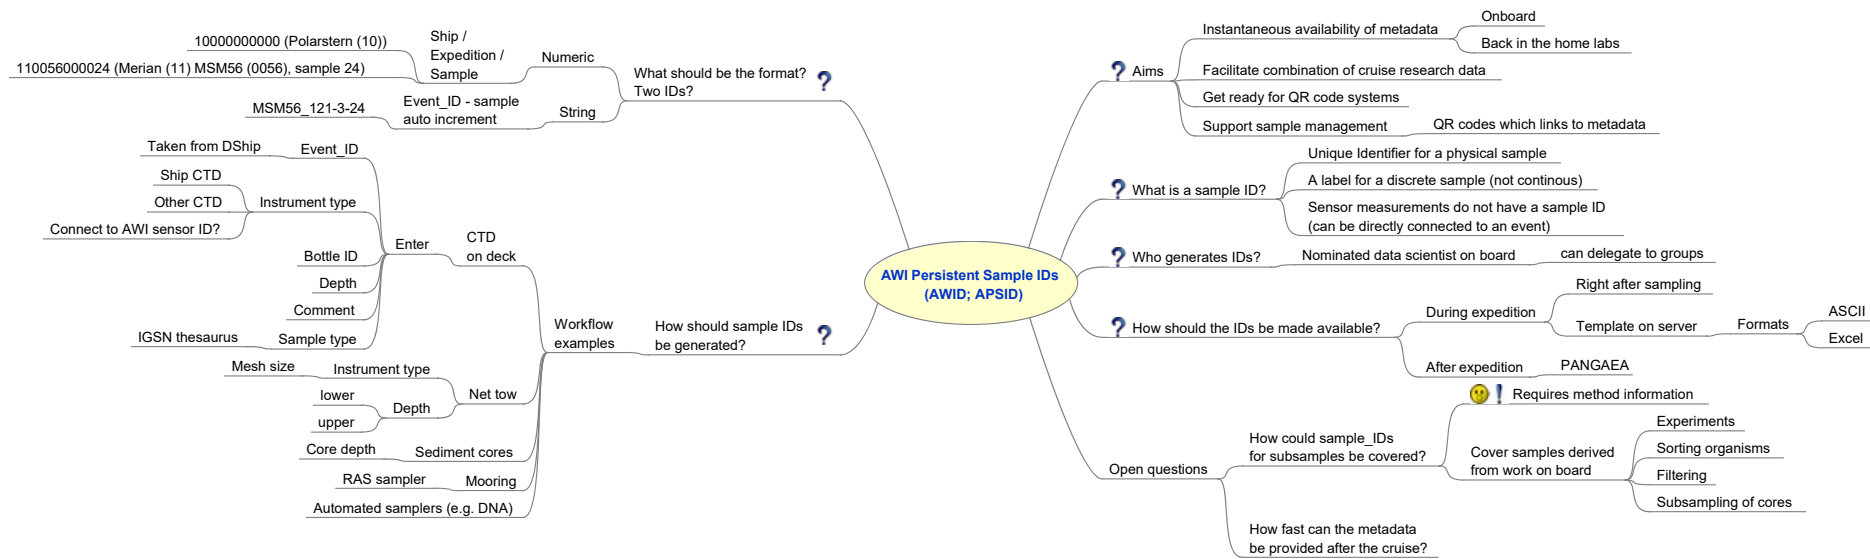 AWI Persistent Sample IDs
(AWID; APSID)
Aims
Instantaneous availability of metadata
Onboard
Back in the home labs
Facilitate combination of cruise research data
Get ready for QR code systems
Support sample management
QR codes which links to metadata
What is a sample ID?
Unique Identifier for a physical sample
A label for a discrete sample (not continous)
Sensor measurements do not have a sample ID
(can be directly connected to an event)
Who generates IDs?
Nominated data scientist on board
can delegate to groups
How should the IDs be made available?
During expedition
Right after sampling
Template on server
Formats
ASCII
Excel
After expedition
PANGAEA
Open questions
How could sample_IDs
for subsamples be covered?
Requires method information
Cover samples derived
from work on board
Experiments
Sorting organisms
Filtering
Subsampling of cores
How fast can the metadata
be provided after the cruise?
What should be the format?
Two IDs?
Numeric
Ship /
Expedition /
Sample
10000000000 (Polarstern (10))
110056000024 (Merian (11) MSM56 (0056), sample 24)
String
Event_ID - sample
auto increment
MSM56_121-3-24
How should sample IDs
be generated?
Workflow
examples
CTD
on deck
Enter
Event_ID
Taken from DShip
Instrument type
Ship CTD
Other CTD
Connect to AWI sensor ID?
Bottle ID
Depth
Comment
Sample type
IGSN thesaurus
Net tow
Instrument type
Mesh size
Depth
lower
upper
Sediment cores
Core depth
Mooring
RAS sampler
Automated samplers (e.g. DNA)